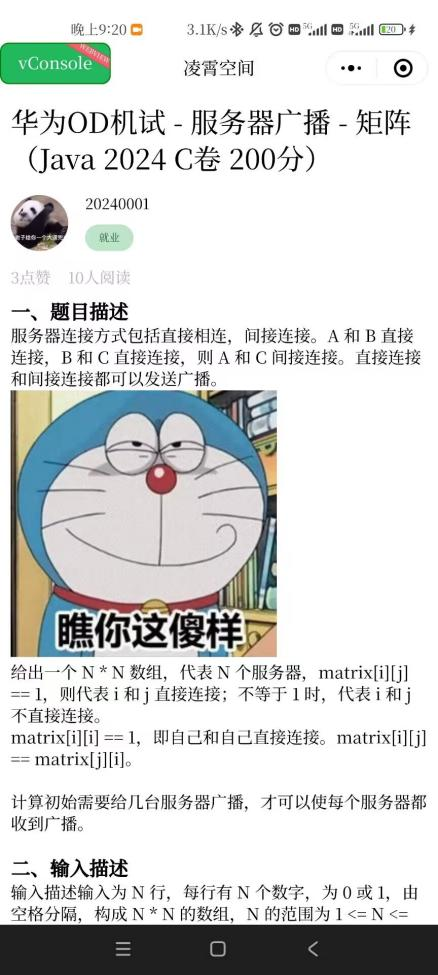 晚上9:20
3.1K/s
HD 5G HD 5G 20
vConsole
WEBVIEW
凌霄空间
华为OD机试 - 服务器广播 - 矩阵
（Java 2024 C卷 200分）
20240001
就业
3点赞 10人阅读
一、题目描述
服务器连接方式包括直接相连，间接连接。A 和 B 直接
连接，B 和 C 直接连接，则 A 和 C 间接连接。直接连接
和间接连接都可以发送广播。
瞧你这傻样
给出一个 N * N 数组，代表 N 个服务器，matrix[i][j]
== 1，则代表 i 和 j 直接连接；不等于 1 时，代表 i 和 j
不直接连接。
matrix[i][i] == 1，即自己和自己直接连接。matrix[i][j]
== matrix[j][i]。
计算初始需要给几台服务器广播，才可以使每个服务器都
收到广播。
二、输入描述
输入描述输入为 N 行，每行有 N 个数字，为 0 或 1，由
空格分隔，构成 N * N 的数组，N 的范围为 1 <= N <=